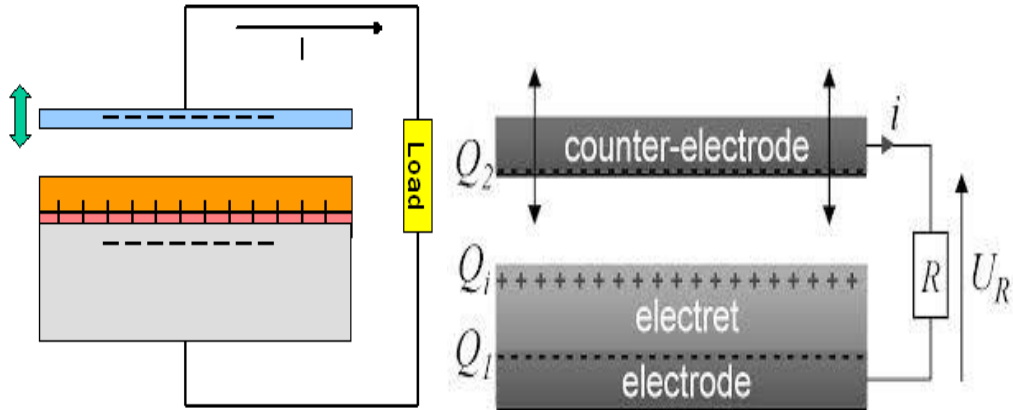 I
Load
counter-electrode
i
Q2
Qi
+ + + + + + + + + + + + + + + +
electret
Q1
electrode
R
UR